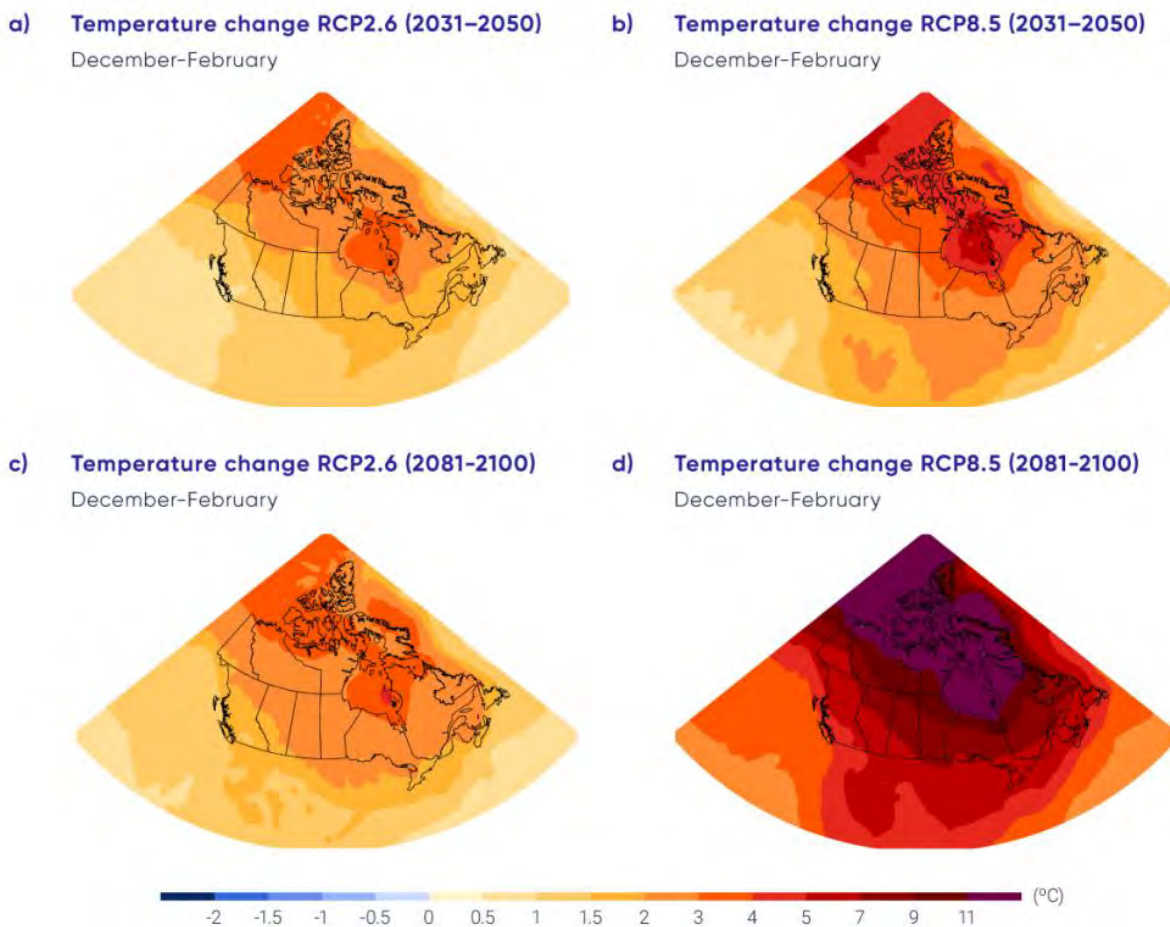 a) Temperature change RCP2.6 (2031–2050)
December-February
b) Temperature change RCP8.5 (2031–2050)
December-February
c) Temperature change RCP2.6 (2081-2100)
December-February
d) Temperature change RCP8.5 (2081-2100)
December-February
-2 -1.5 -1 -0.5 0 0.5 1 1.5 2 3 4 5 7 9 11 (ºC)